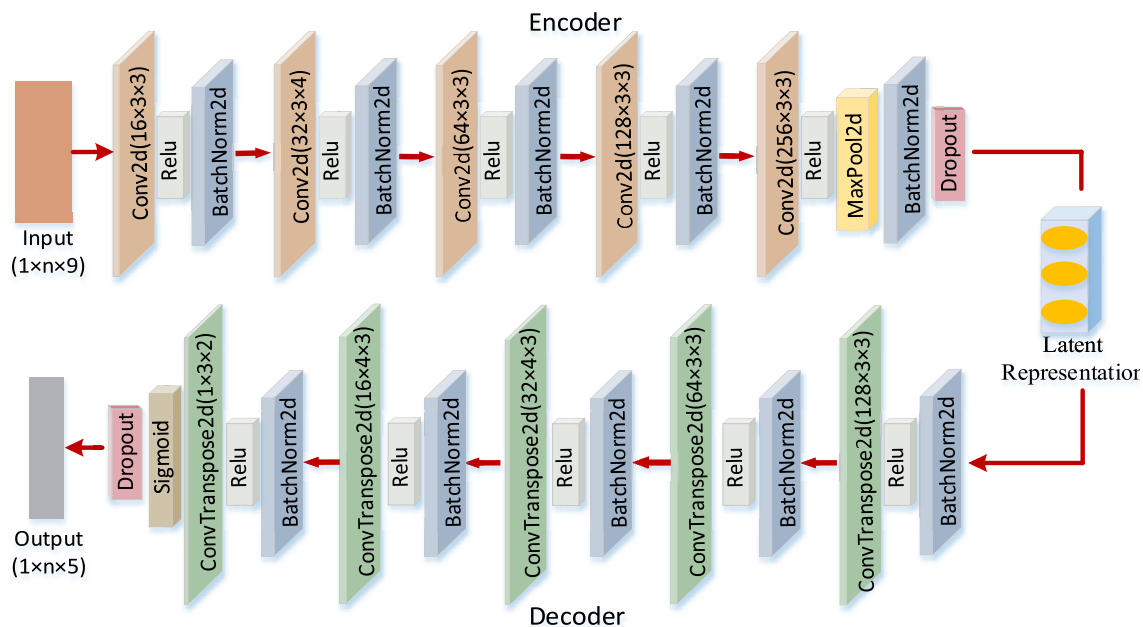 Encoder
Input
(1×n×9)
Conv2d(16×3×3)
Relu
BatchNorm2d
Conv2d(32×3×4)
Relu
BatchNorm2d
Conv2d(64×3×3)
Relu
BatchNorm2d
Conv2d(128×3×3)
Relu
BatchNorm2d
Conv2d(256×3×3)
Relu
MaxPool2d
BatchNorm2d
Dropout
Latent
Representation
BatchNorm2d
Relu
ConvTranspose2d(128×3×3)
BatchNorm2d
Relu
ConvTranspose2d(64×3×3)
BatchNorm2d
Relu
ConvTranspose2d(32×4×3)
BatchNorm2d
Relu
ConvTranspose2d(16×4×3)
BatchNorm2d
Relu
ConvTranspose2d(1×3×2)
Sigmoid
Dropout
Output
(1×n×5)
Decoder